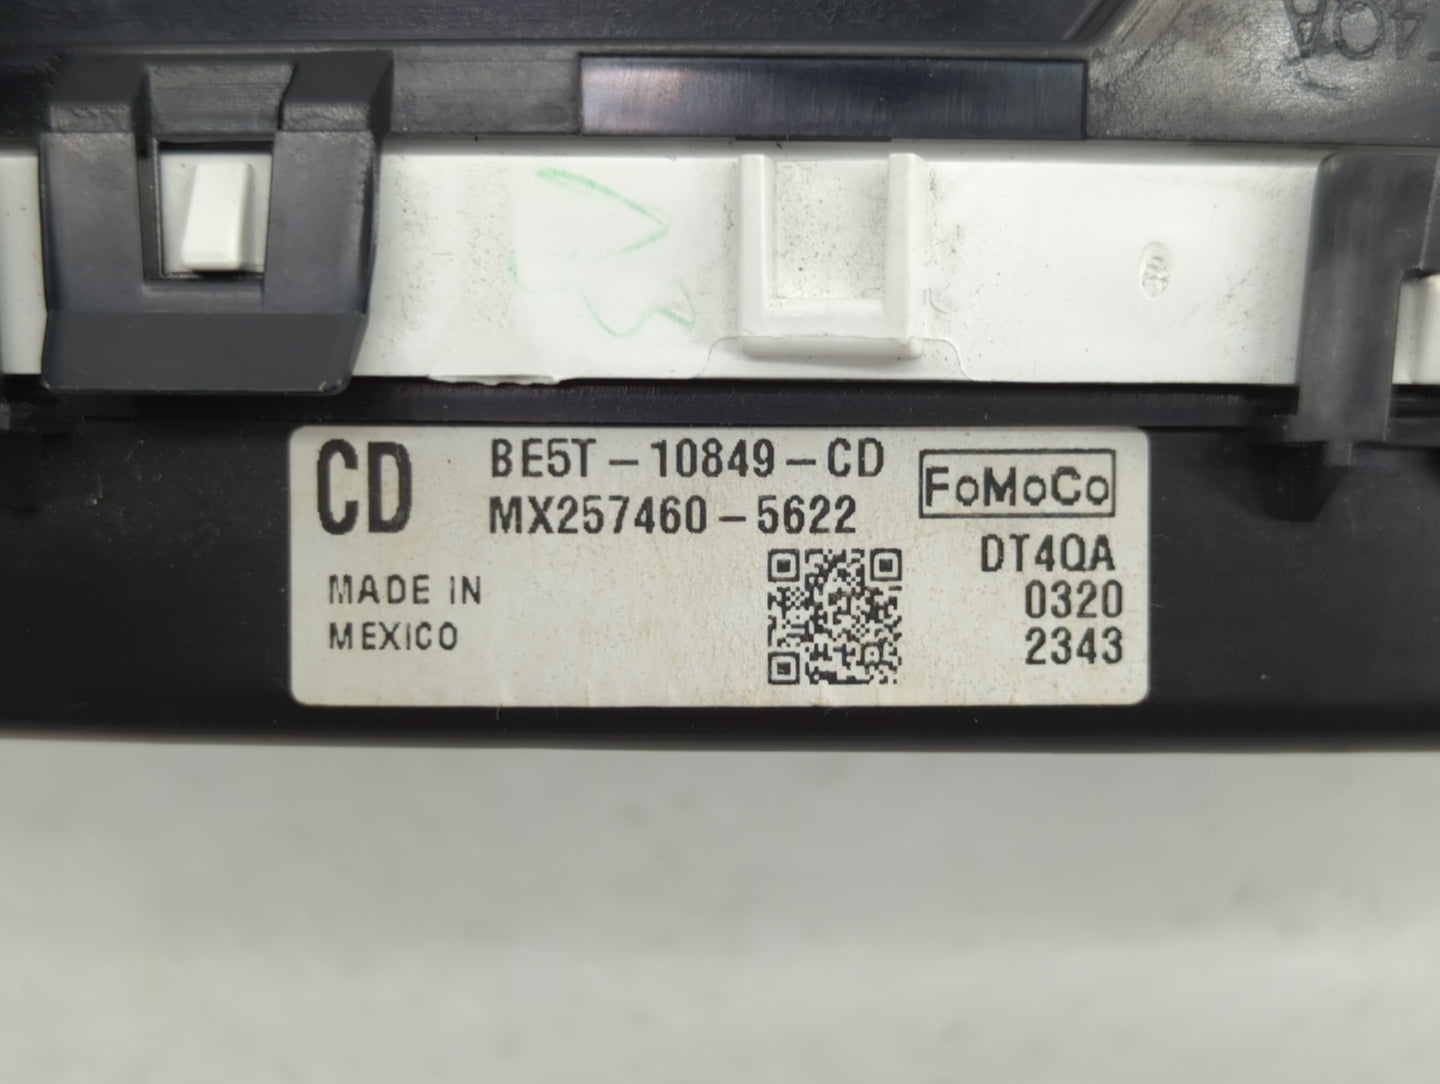 CD
BE5T-10849-CD
MX257460-5622
FoMoCo
DT4QA
0320
2343
MADE IN
MEXICO